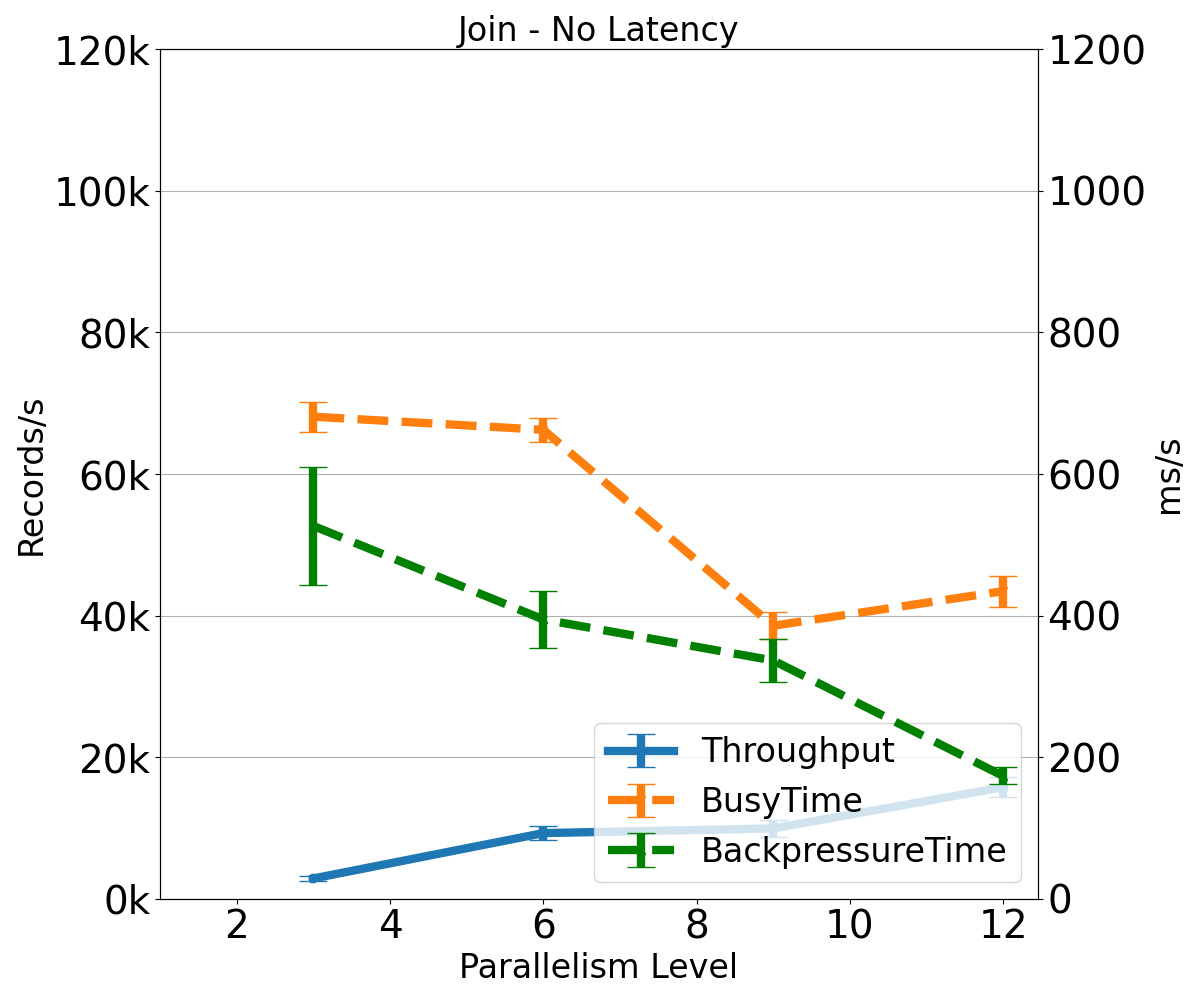 Join - No Latency
120k
100k
80k
60k
40k
20k
0k
Records/s
1200
1000
800
600
400
200
0
ms/s
Throughput
BusyTime
BackpressureTime
2 4 6 8 10 12
Parallelism Level